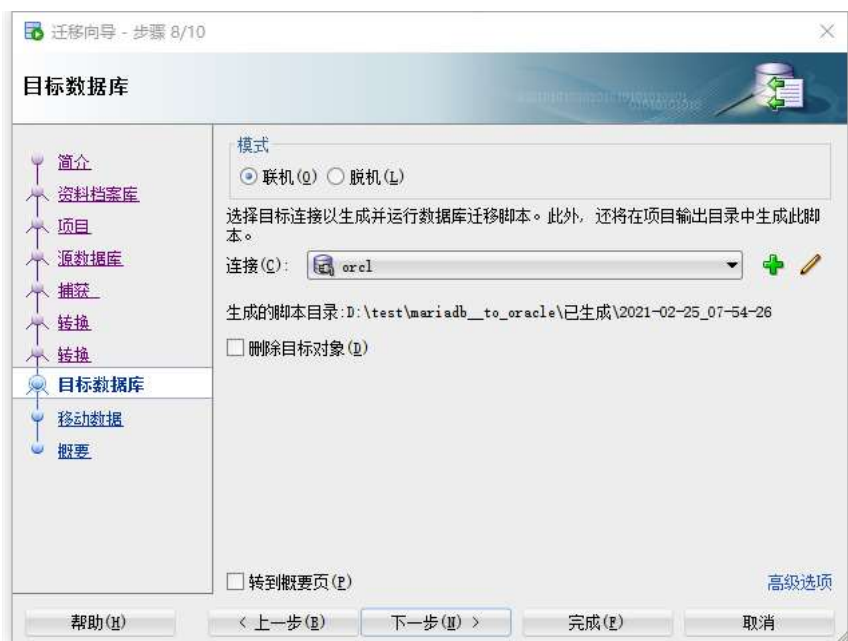 迁移向导 - 步骤 8/10
目标数据库
简介
资料档案库
项目
源数据库
捕获
转换
转换
目标数据库
移动数据
概要
模式
联机(O) 脱机(L)
选择目标连接以生成并运行数据库迁移脚本。此外, 还将在项目输出目录中生成此脚
本。
连接(C): orcl
生成的脚本目录:D:\test\mariadb__to_oracle\已生成\2021-02-25_07-54-26
删除目标对象(D)
转到概要页(P)
高级选项
帮助(H) < 上一步(B) 下一步(N) > 完成(F) 取消